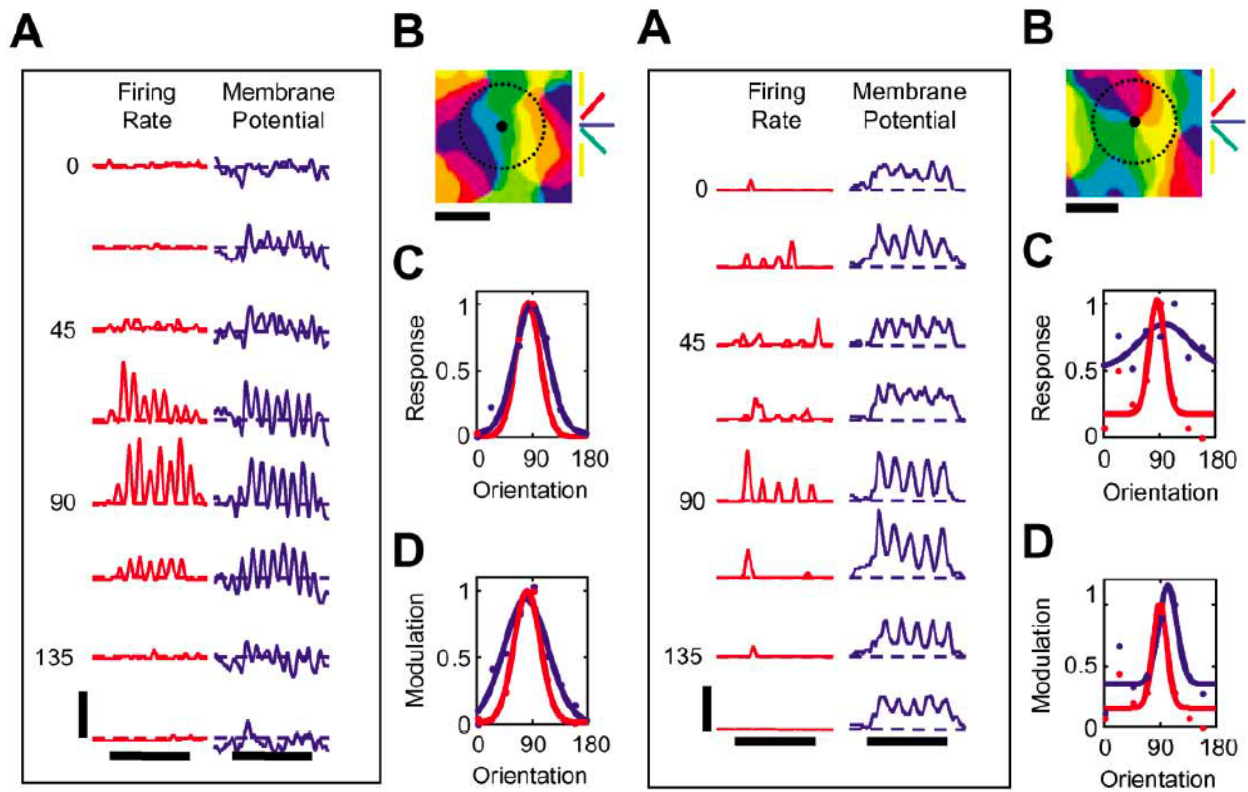 A
Firing Rate
Membrane Potential
0
45
90
135
B
C
1
0.5
0
Response
0 90 180
Orientation
D
1
0.5
0
Modulation
0 90 180
Orientation
A
Firing Rate
Membrane Potential
0
45
90
135
B
C
1
0.5
0
Response
0 90 180
Orientation
D
1
0.5
0
Modulation
0 90 180
Orientation